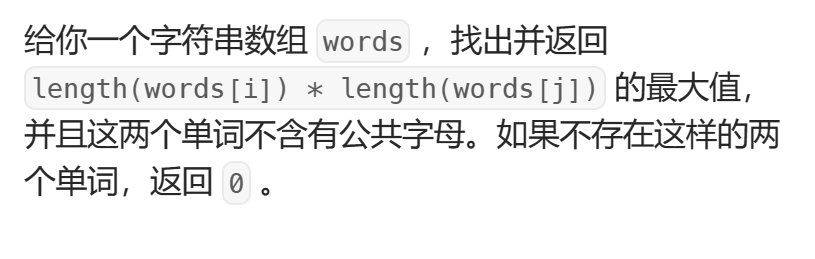 给你一个字符串数组 words ，找出并返回
length(words[i]) * length(words[j]) 的最大值，
并且这两个单词不含有公共字母。如果不存在这样的两
个单词，返回 0 。